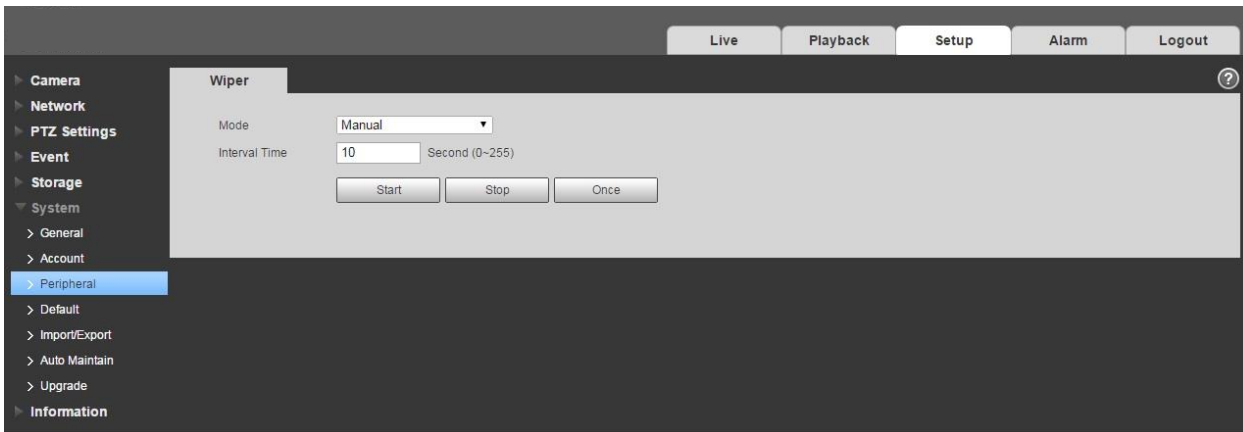 Live Playback Setup Alarm Logout
Camera
Network
PTZ Settings
Event
Storage
System
General
Account
Peripheral
Default
Import/Export
Auto Maintain
Upgrade
Information
Wiper ?
Mode Manual
Interval Time 10 Second (0~255)
Start Stop Once